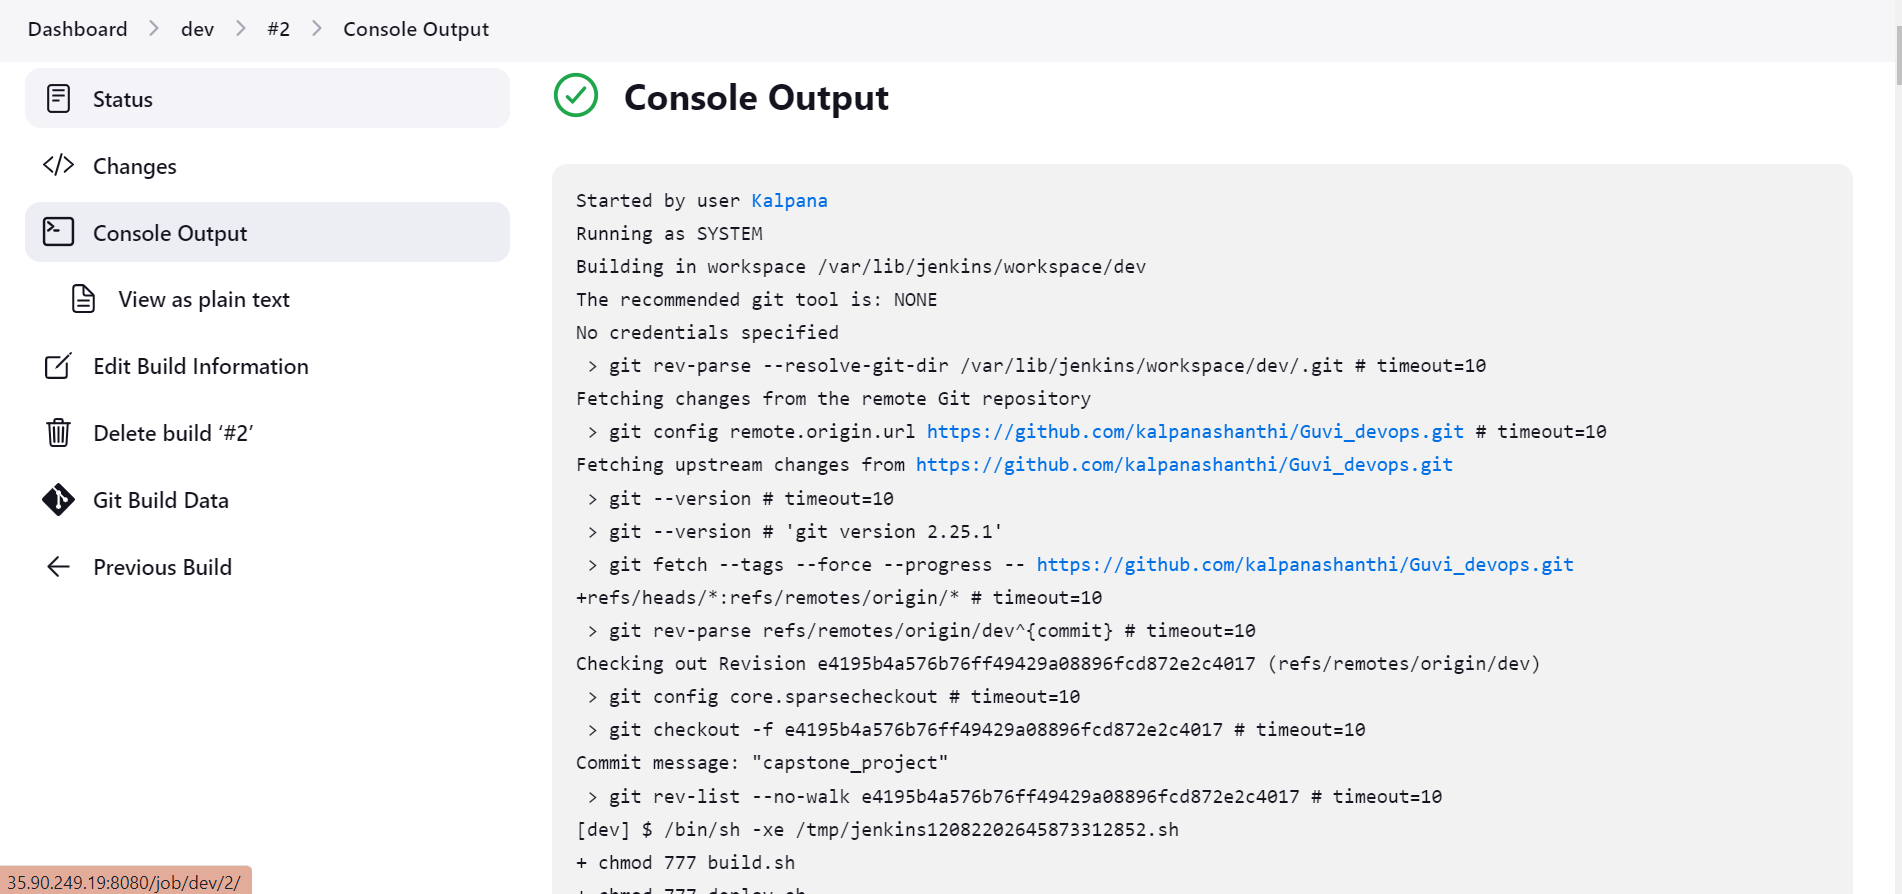 Dashboard > dev > #2 > Console Output
Status
Changes
Console Output
View as plain text
Edit Build Information
Delete build ‘#2’
Git Build Data
Previous Build
Console Output
Started by user Kalpana
Running as SYSTEM
Building in workspace /var/lib/jenkins/workspace/dev
The recommended git tool is: NONE
No credentials specified
 > git rev-parse --resolve-git-dir /var/lib/jenkins/workspace/dev/.git # timeout=10
Fetching changes from the remote Git repository
 > git config remote.origin.url https://github.com/kalpanashanthi/Guvi_devops.git # timeout=10
Fetching upstream changes from https://github.com/kalpanashanthi/Guvi_devops.git
 > git --version # timeout=10
 > git --version # 'git version 2.25.1'
 > git fetch --tags --force --progress -- https://github.com/kalpanashanthi/Guvi_devops.git
+refs/heads/*:refs/remotes/origin/* # timeout=10
 > git rev-parse refs/remotes/origin/dev^{commit} # timeout=10
Checking out Revision e4195b4a576b76ff49429a08896fcd872e2c4017 (refs/remotes/origin/dev)
 > git config core.sparsecheckout # timeout=10
 > git checkout -f e4195b4a576b76ff49429a08896fcd872e2c4017 # timeout=10
Commit message: "capstone_project"
 > git rev-list --no-walk e4195b4a576b76ff49429a08896fcd872e2c4017 # timeout=10
[dev] $ /bin/sh -xe /tmp/jenkins12082202645873312852.sh
+ chmod 777 build.sh
+ chmod 777 deploy.sh
35.90.249.19:8080/job/dev/2/